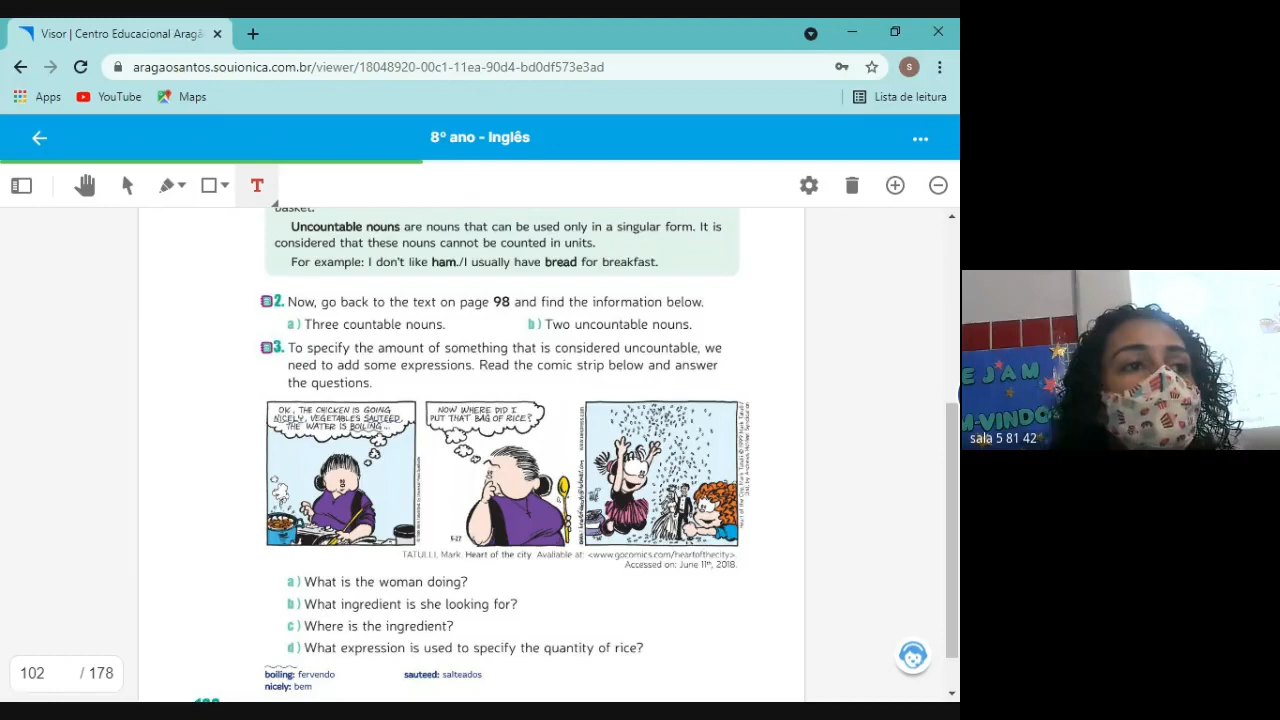 Visor | Centro Educacional Aragã
aragaosantos.souionica.com.br/viewer/18048920-00c1-11ea-90d4-bd0df573e3ad
S
Apps YouTube Maps Lista de leitura
8º ano - Inglês
T
basket.
Uncountable nouns are nouns that can be used only in a singular form. It is
considered that these nouns cannot be counted in units.
For example: I don't like ham./I usually have bread for breakfast.
2. Now, go back to the text on page 98 and find the information below.
a) Three countable nouns. b) Two uncountable nouns.
3. To specify the amount of something that is considered uncountable, we
need to add some expressions. Read the comic strip below and answer
the questions.
OK, THE CHICKEN IS GOING
NICELY, VEGETABLES SAUTEED,
THE WATER IS BOILING...
NOW WHERE DID I
PUT THAT BAG OF RICE?
5-27
TATULLI, Mark. Heart of the city. Available at: <www.gocomics.com/heartofthecity>.
Accessed on: June 11th, 2018.
a) What is the woman doing?
b) What ingredient is she looking for?
c) Where is the ingredient?
d) What expression is used to specify the quantity of rice?
boiling: fervendo sauteed: salteados
nicely: bem
102 / 178
EJAM
M-VINDO
sala 5 81 42